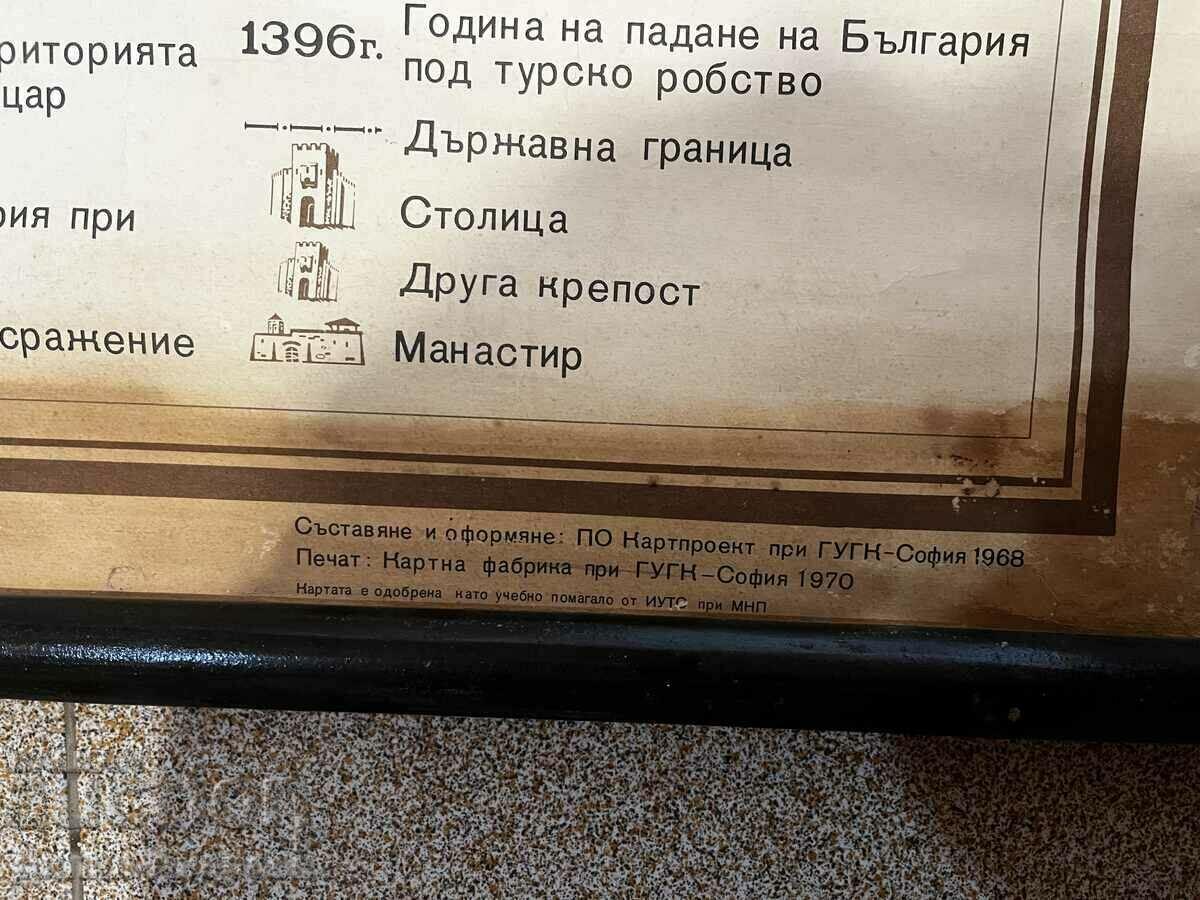 риторията
цар
рия при
сражение
1396г.
Година на падане на България
под турско робство
Държавна граница
Столица
Друга крепост
Манастир
Съставяне и оформяне: ПО Картпроект при ГУГК–София 1968
Печат: Картна фабрика при ГУГК–София 1970
Картата е одобрена като учебно помагало от ИУТС при МНП